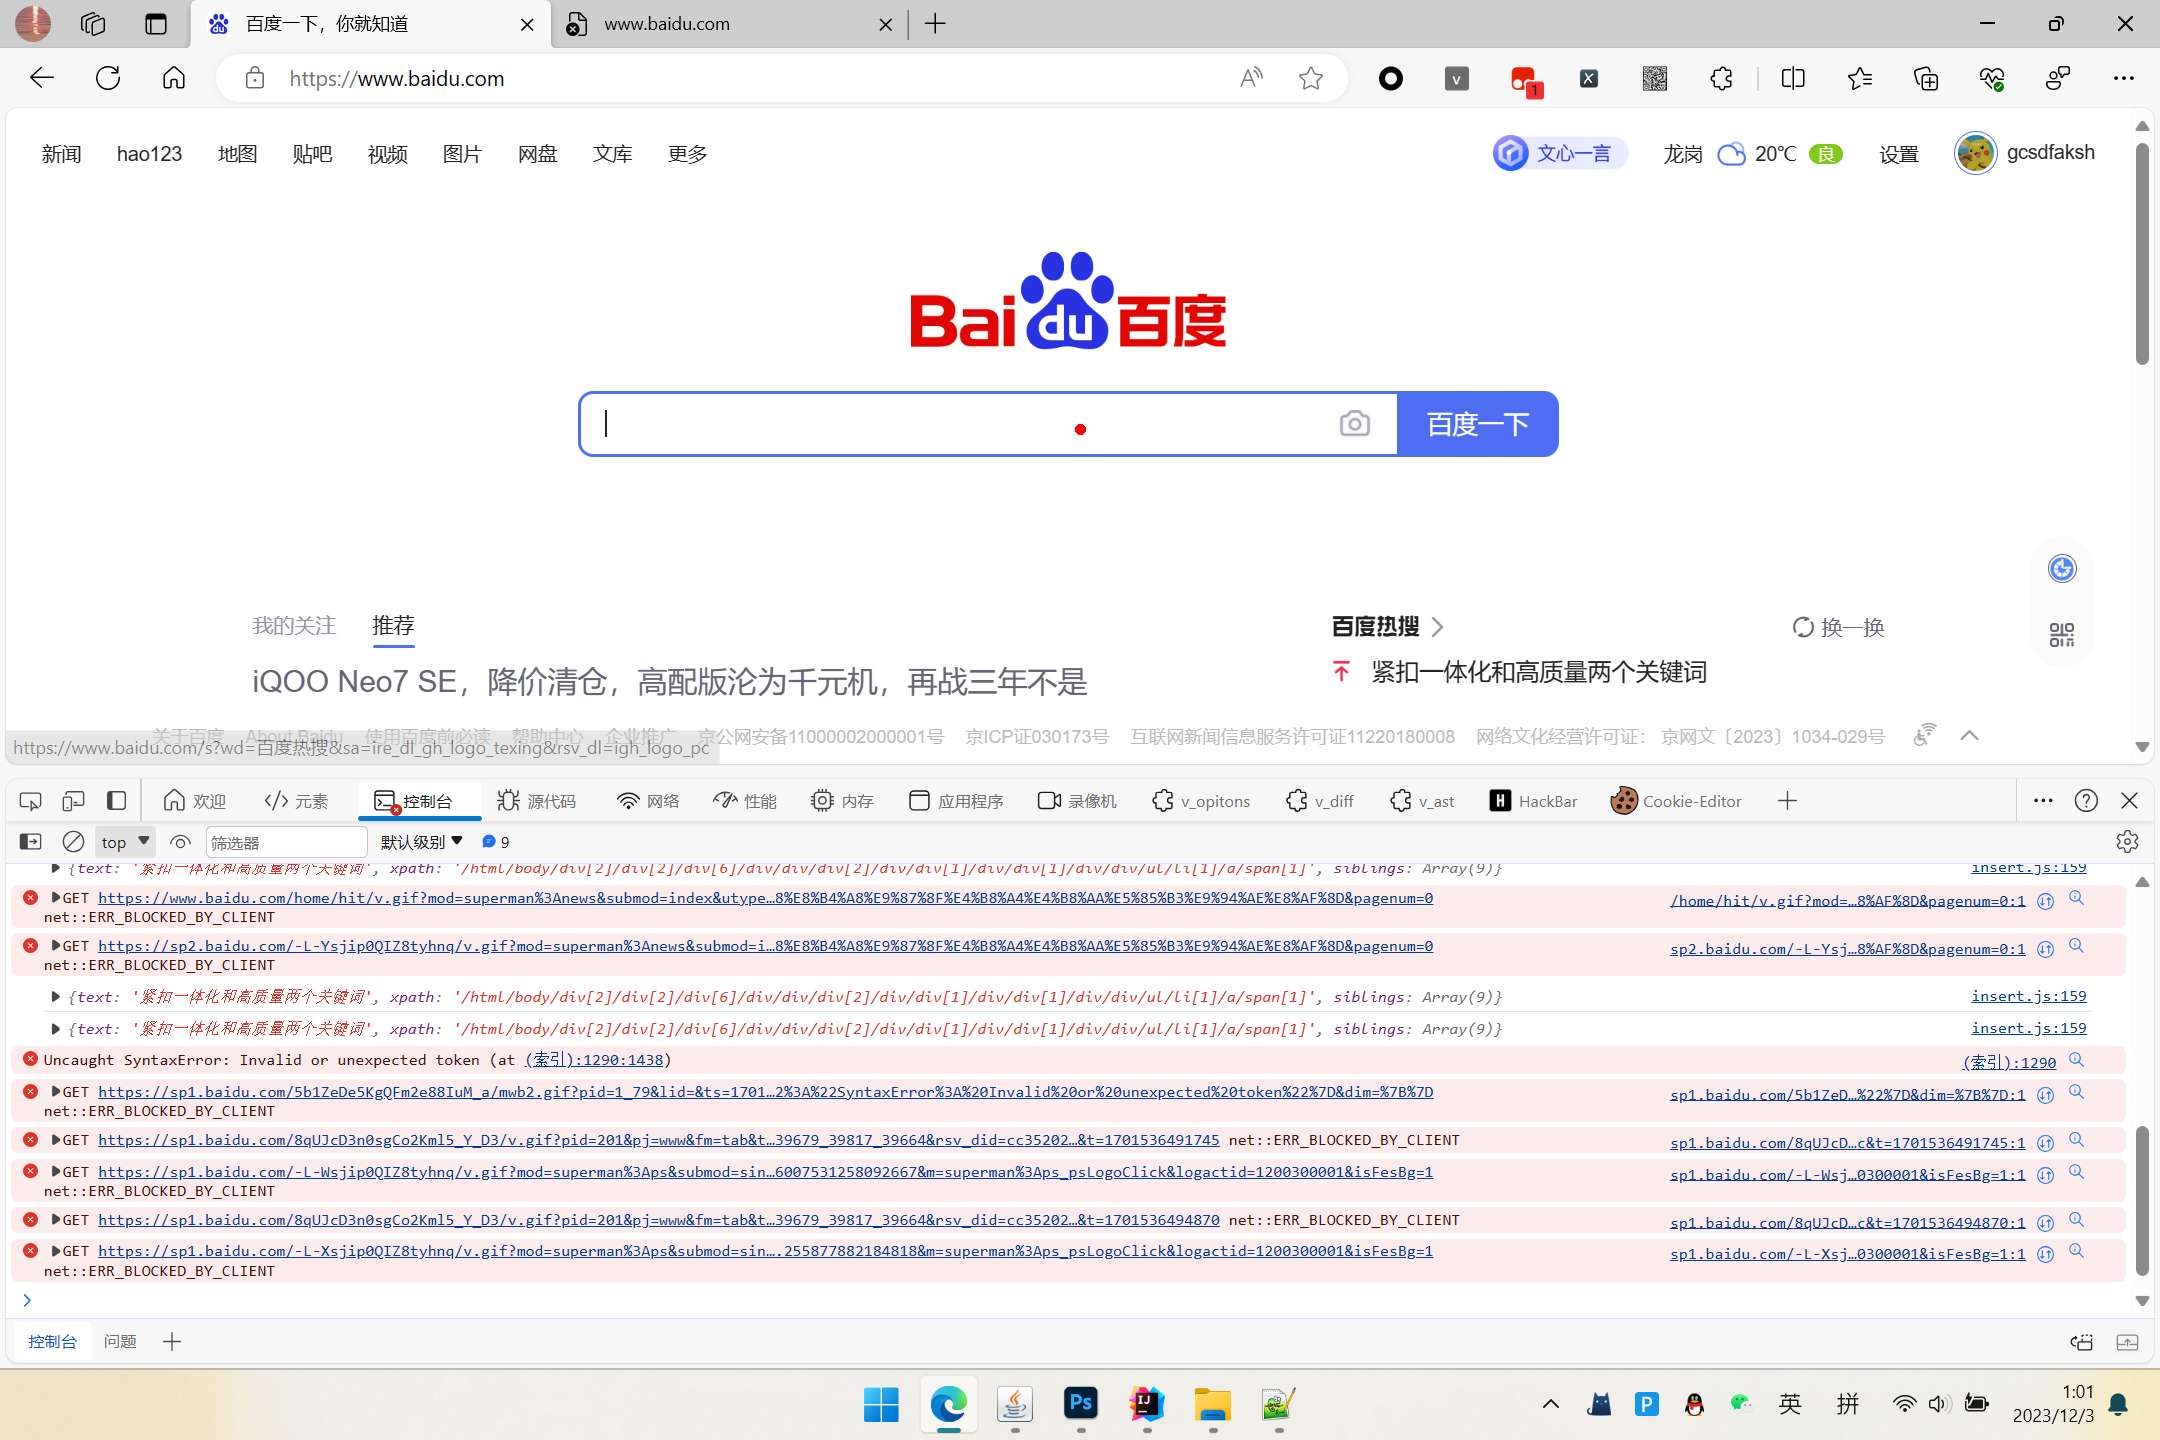 百度一下，你就知道
www.baidu.com
https://www.baidu.com
1
新闻 hao123 地图 贴吧 视频 图片 网盘 文库 更多
文心一言 龙岗 20℃ 良 设置 gcsdfaksh
Bai du 百度
百度一下
我的关注 推荐
百度热搜 换一换
iQOO Neo7 SE，降价清仓，高配版沦为千元机，再战三年不是
紧扣一体化和高质量两个关键词
关于百度 About Baidu 使用百度前必读 帮助中心 企业推广 京公网安备11000002000001号 京ICP证030173号 互联网新闻信息服务许可证11220180008 网络文化经营许可证： 京网文〔2023〕1034-029号
https://www.baidu.com/s?wd=百度热搜&sa=ire_dl_gh_logo_texing&rsv_dl=igh_logo_pc
欢迎 元素 控制台 源代码 网络 性能 内存 应用程序 录像机 v_opitons v_diff v_ast HackBar Cookie-Editor
top 筛选器 默认级别 9
{text: '紧扣一体化和高质量两个关键词', xpath: '/html/body/div[2]/div[2]/div[6]/div/div/div[2]/div/div[1]/div/div[1]/div/div/ul/li[1]/a/span[1]', siblings: Array(9)} insert.js:159
GET https://www.baidu.com/home/hit/v.gif?mod=superman%3Anews&submod=index&utype…8%E8%B4%A8%E9%87%8F%E4%B8%A4%E4%B8%AA%E5%85%B3%E9%94%AE%E8%AF%8D&pagenum=0 /home/hit/v.gif?mod=…8%AF%8D&pagenum=0:1
net::ERR_BLOCKED_BY_CLIENT
GET https://sp2.baidu.com/-L-Ysjip0QIZ8tyhnq/v.gif?mod=superman%3Anews&submod=i…8%E8%B4%A8%E9%87%8F%E4%B8%A4%E4%B8%AA%E5%85%B3%E9%94%AE%E8%AF%8D&pagenum=0 sp2.baidu.com/-L-Ysj…8%AF%8D&pagenum=0:1
net::ERR_BLOCKED_BY_CLIENT
{text: '紧扣一体化和高质量两个关键词', xpath: '/html/body/div[2]/div[2]/div[6]/div/div/div[2]/div/div[1]/div/div[1]/div/div/ul/li[1]/a/span[1]', siblings: Array(9)} insert.js:159
{text: '紧扣一体化和高质量两个关键词', xpath: '/html/body/div[2]/div[2]/div[6]/div/div/div[2]/div/div[1]/div/div[1]/div/div/ul/li[1]/a/span[1]', siblings: Array(9)} insert.js:159
Uncaught SyntaxError: Invalid or unexpected token (at (索引):1290:1438) (索引):1290
GET https://sp1.baidu.com/5b1ZeDe5KgQFm2e88IuM_a/mwb2.gif?pid=1_79&lid=&ts=1701…2%3A%22SyntaxError%3A%20Invalid%20or%20unexpected%20token%22%7D&dim=%7B%7D sp1.baidu.com/5b1ZeD…%22%7D&dim=%7B%7D:1
net::ERR_BLOCKED_BY_CLIENT
GET https://sp1.baidu.com/8qUJcD3n0sgCo2Kml5_Y_D3/v.gif?pid=201&pj=www&fm=tab&t…39679_39817_39664&rsv_did=cc35202…&t=1701536491745 net::ERR_BLOCKED_BY_CLIENT sp1.baidu.com/8qUJcD…c&t=1701536491745:1
GET https://sp1.baidu.com/-L-Wsjip0QIZ8tyhnq/v.gif?mod=superman%3Aps&submod=sin…6007531258092667&m=superman%3Aps_psLogoClick&logactid=1200300001&isFesBg=1 sp1.baidu.com/-L-Wsj…0300001&isFesBg=1:1
net::ERR_BLOCKED_BY_CLIENT
GET https://sp1.baidu.com/8qUJcD3n0sgCo2Kml5_Y_D3/v.gif?pid=201&pj=www&fm=tab&t…39679_39817_39664&rsv_did=cc35202…&t=1701536494870 net::ERR_BLOCKED_BY_CLIENT sp1.baidu.com/8qUJcD…c&t=1701536494870:1
GET https://sp1.baidu.com/-L-Xsjip0QIZ8tyhnq/v.gif?mod=superman%3Aps&submod=sin….255877882184818&m=superman%3Aps_psLogoClick&logactid=1200300001&isFesBg=1 sp1.baidu.com/-L-Xsj…0300001&isFesBg=1:1
net::ERR_BLOCKED_BY_CLIENT
控制台 问题
英 拼 1:01
2023/12/3